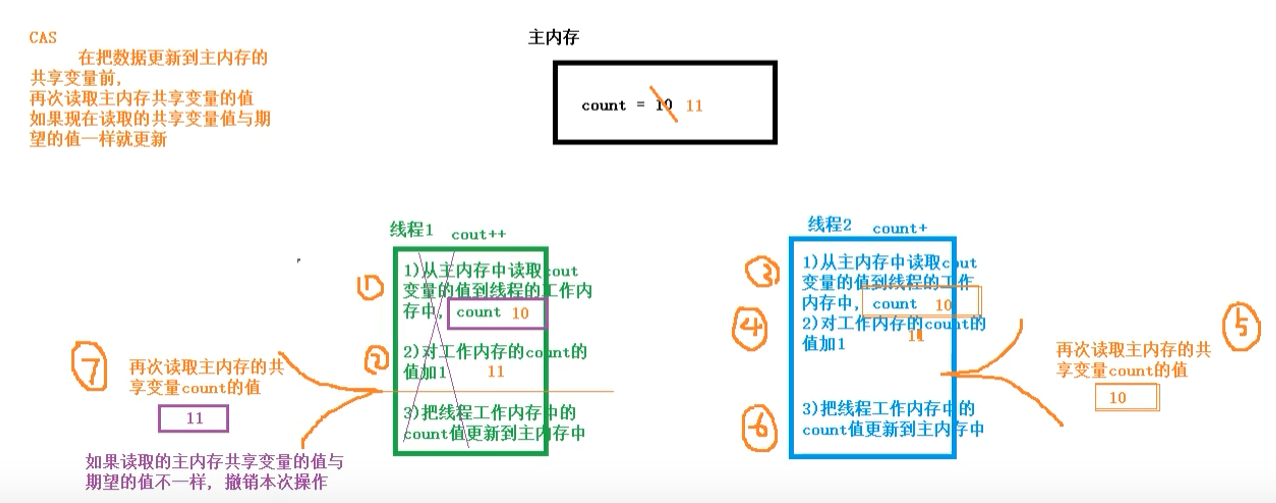 CAS
在把数据更新到主内存的
共享变量前，
再次读取主内存共享变量的值
如果现在读取的共享变量值与期
望的值一样就更新
主内存
count = 10 11
线程1 cout++
①
1)从主内存中读取cout
变量的值到线程的工作内
存中， count 10
②
2)对工作内存的count的
值加1 11
3)把线程工作内存中的
count值更新到主内存中
⑦
再次读取主内存的共
享变量count的值
11
如果读取的主内存共享变量的值与
期望的值不一样，撤销本次操作
线程2 count+
③
1)从主内存中读取cout
变量的值到线程的工作
内存中， count 10
④
2)对工作内存的count的
值加1 11
⑤
再次读取主内存的共
享变量count的值
10
⑥
3)把线程工作内存中的
count值更新到主内存中